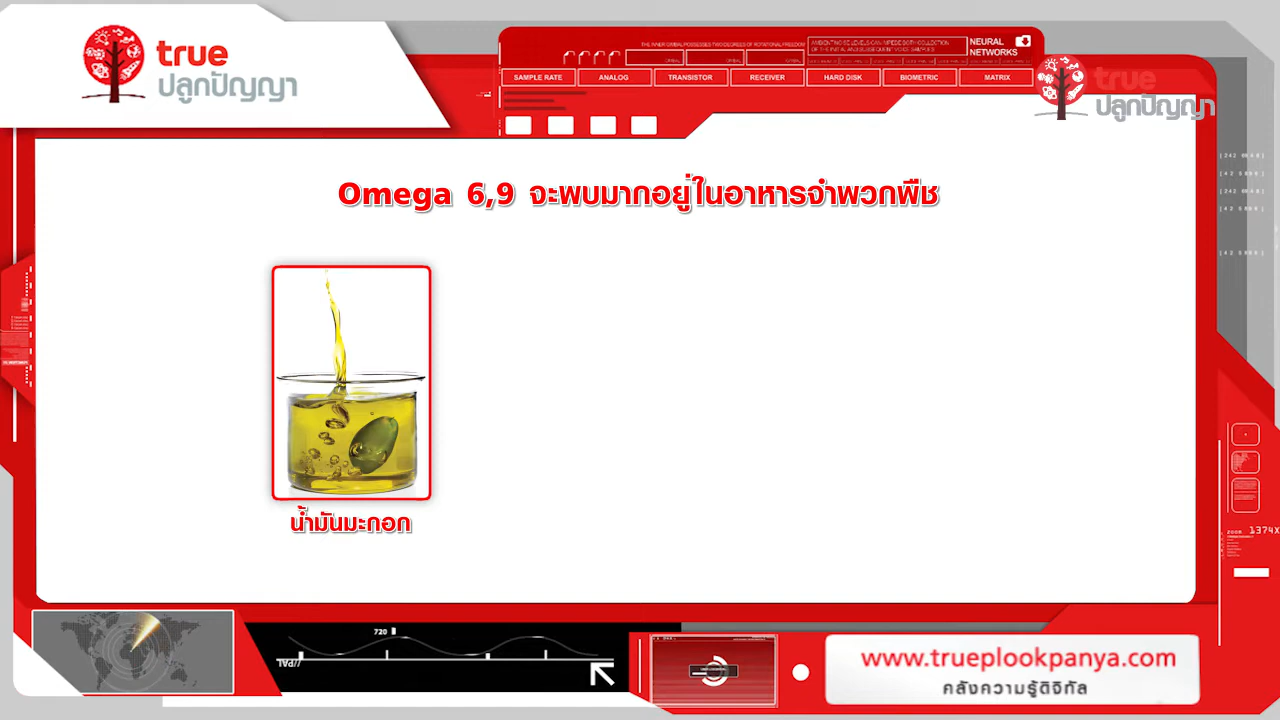 true
ปลูกปัญญา
NEURAL
NETWORKS
SAMPLE RATE
ANALOG
TRANSISTOR
RECEIVER
HARD DISK
BIOMETRIC
MATRIX
true
ปลูกปัญญา
Omega 6,9 จะพบมากอยู่ในอาหารจำพวกพืช
น้ำมันมะกอก
1374X
720
www.trueplookpanya.com
คลังความรู้ดิจิทัล